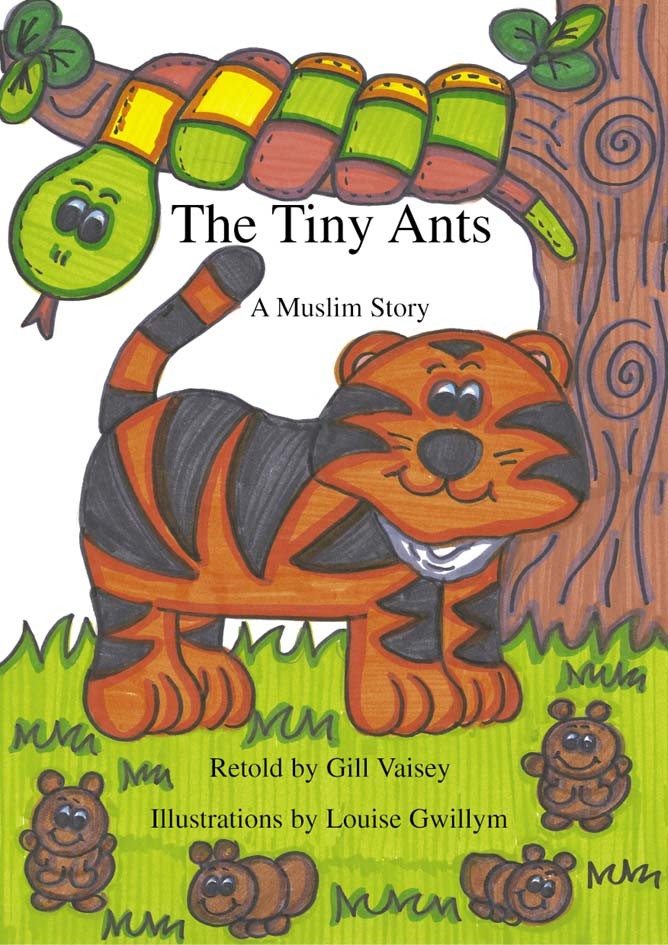 The Tiny Ants
A Muslim Story
Retold by Gill Vaisey
Illustrations by Louise Gwillym